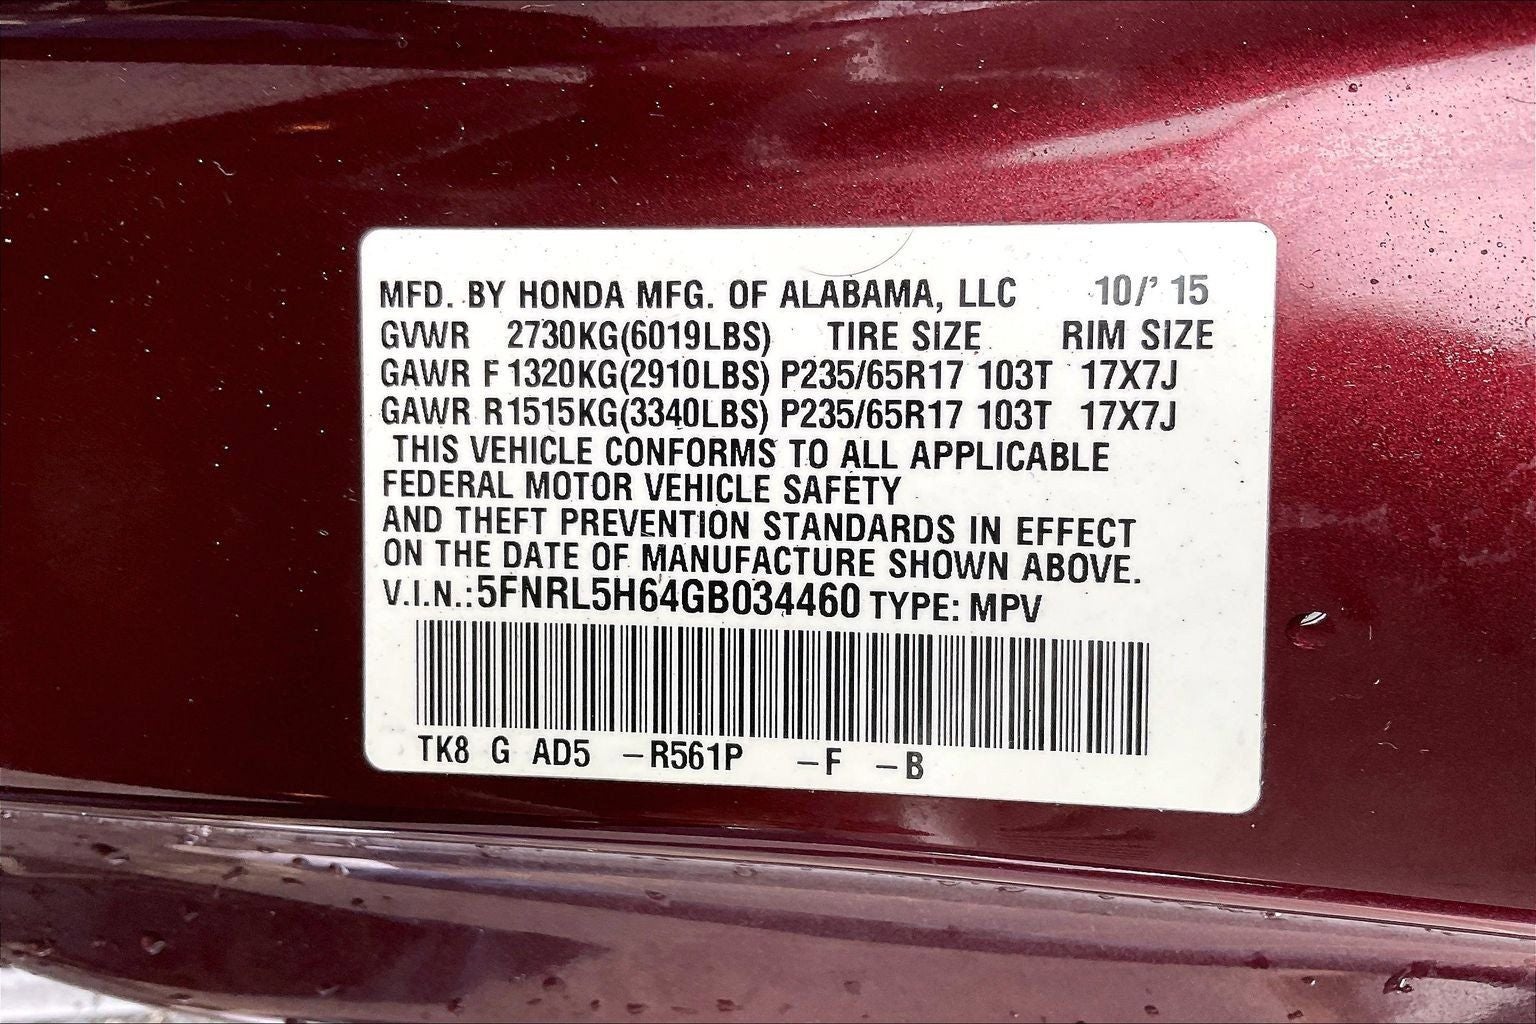 MFD. BY HONDA MFG. OF ALABAMA, LLC 10/' 15
GVWR 2730KG(6019LBS) TIRE SIZE RIM SIZE
GAWR F 1320KG(2910LBS) P235/65R17 103T 17X7J
GAWR R1515KG(3340LBS) P235/65R17 103T 17X7J
THIS VEHICLE CONFORMS TO ALL APPLICABLE
FEDERAL MOTOR VEHICLE SAFETY
AND THEFT PREVENTION STANDARDS IN EFFECT
ON THE DATE OF MANUFACTURE SHOWN ABOVE.
V.I.N.:5FNRL5H64GB034460 TYPE: MPV
TK8 G AD5 –R561P –F –B